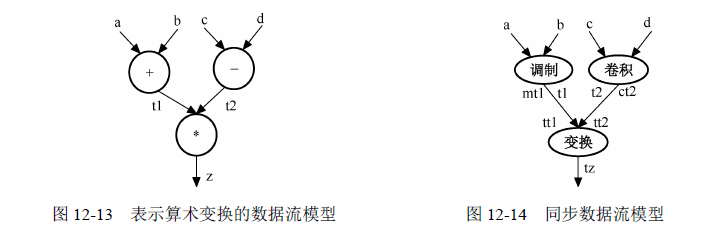 a b c d
+ −
t1 t2
*
z
图 12-13 表示算术变换的数据流模型
a b c d
调制 卷积
mt1 t1 t2 ct2
tt1 tt2
变换
tz
图 12-14 同步数据流模型